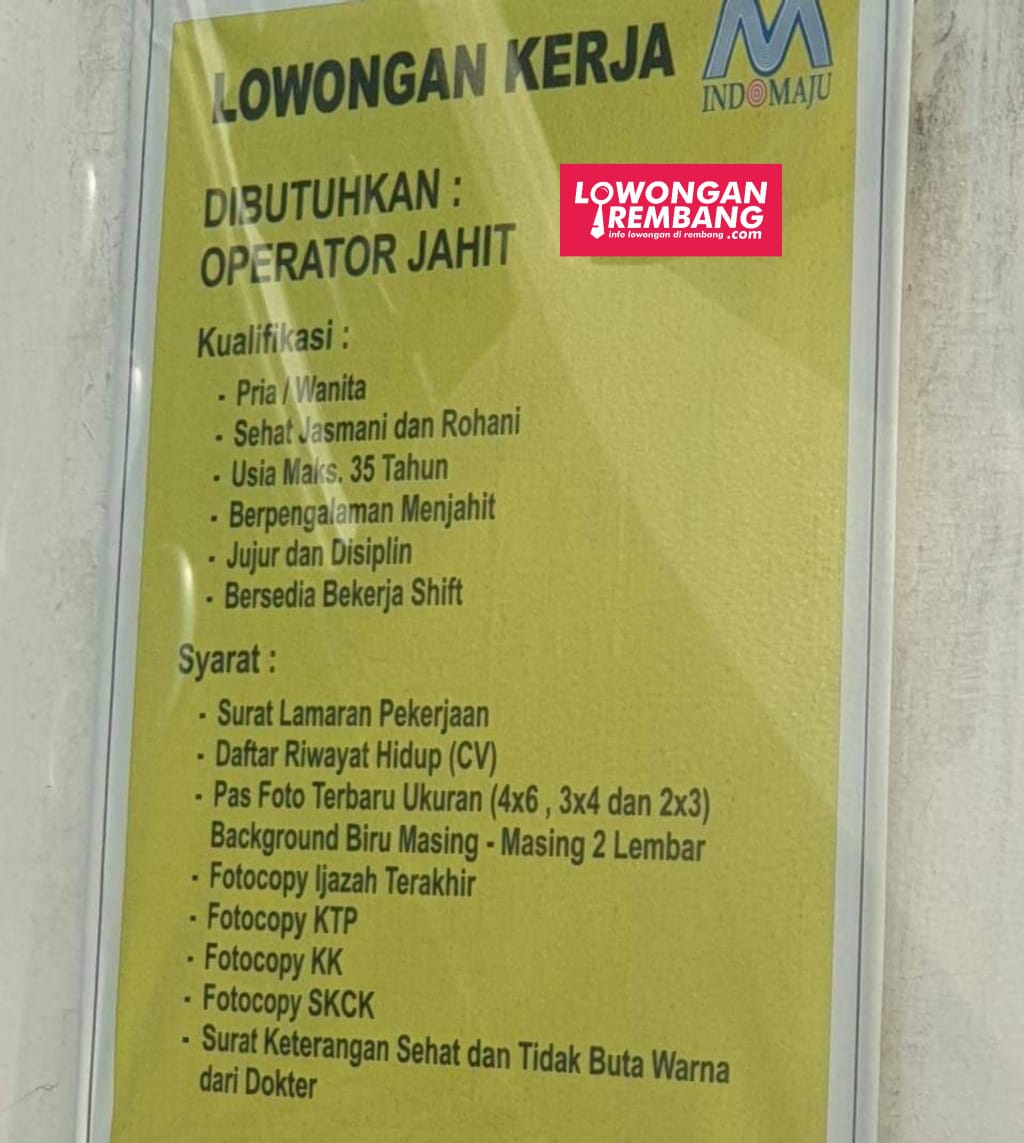 LOWONGAN KERJA
M
INDOMAJU
DIBUTUHKAN :
OPERATOR JAHIT
LOWONGAN
REMBANG
info lowongan di rembang .com
Kualifikasi :
- Pria / Wanita
- Sehat Jasmani dan Rohani
- Usia Maks. 35 Tahun
- Berpengalaman Menjahit
- Jujur dan Disiplin
- Bersedia Bekerja Shift
Syarat :
- Surat Lamaran Pekerjaan
- Daftar Riwayat Hidup (CV)
- Pas Foto Terbaru Ukuran (4x6 , 3x4 dan 2x3)
Background Biru Masing - Masing 2 Lembar
- Fotocopy Ijazah Terakhir
- Fotocopy KTP
- Fotocopy KK
- Fotocopy SKCK
- Surat Keterangan Sehat dan Tidak Buta Warna
dari Dokter